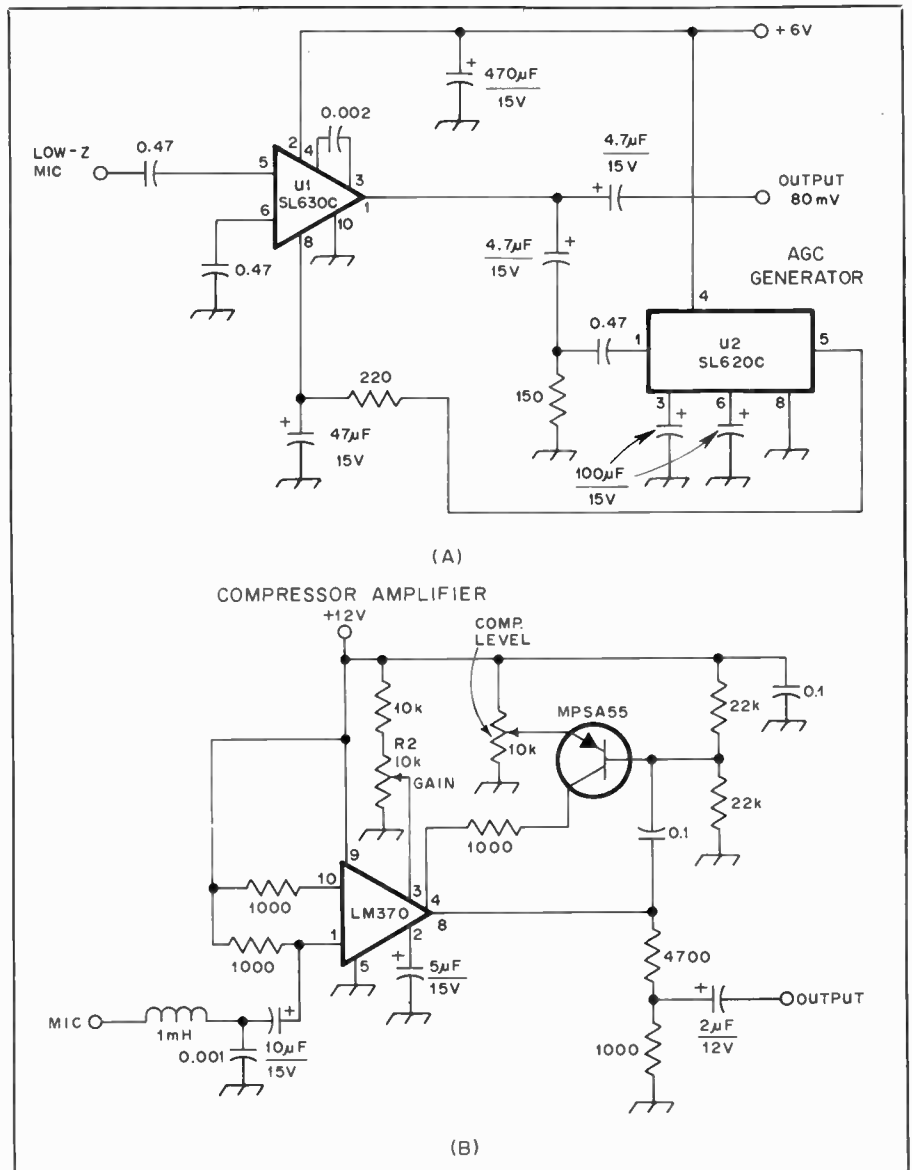 +6V
470µF
15V
0.002
LOW-Z
MIC
0.47
2
4
5
3
U1
SL630C
1
6
10
8
0.47
4.7µF
15V
OUTPUT
80mV
4.7µF
15V
AGC
GENERATOR
4
0.47
1
U2
SL620C
5
3
6
8
150
220
47µF
15V
100µF
15V
(A)
COMPRESSOR AMPLIFIER
+12V
COMP.
LEVEL
10k
R2
10k
GAIN
10k
MPSA55
22k
0.1
22k
1000
0.1
9
10
1000
LM370
3
4
8
1
1000
2
5
5µF
15V
4700
MIC
1mH
0.001
10µF
15V
OUTPUT
2µF
12V
1000
(B)